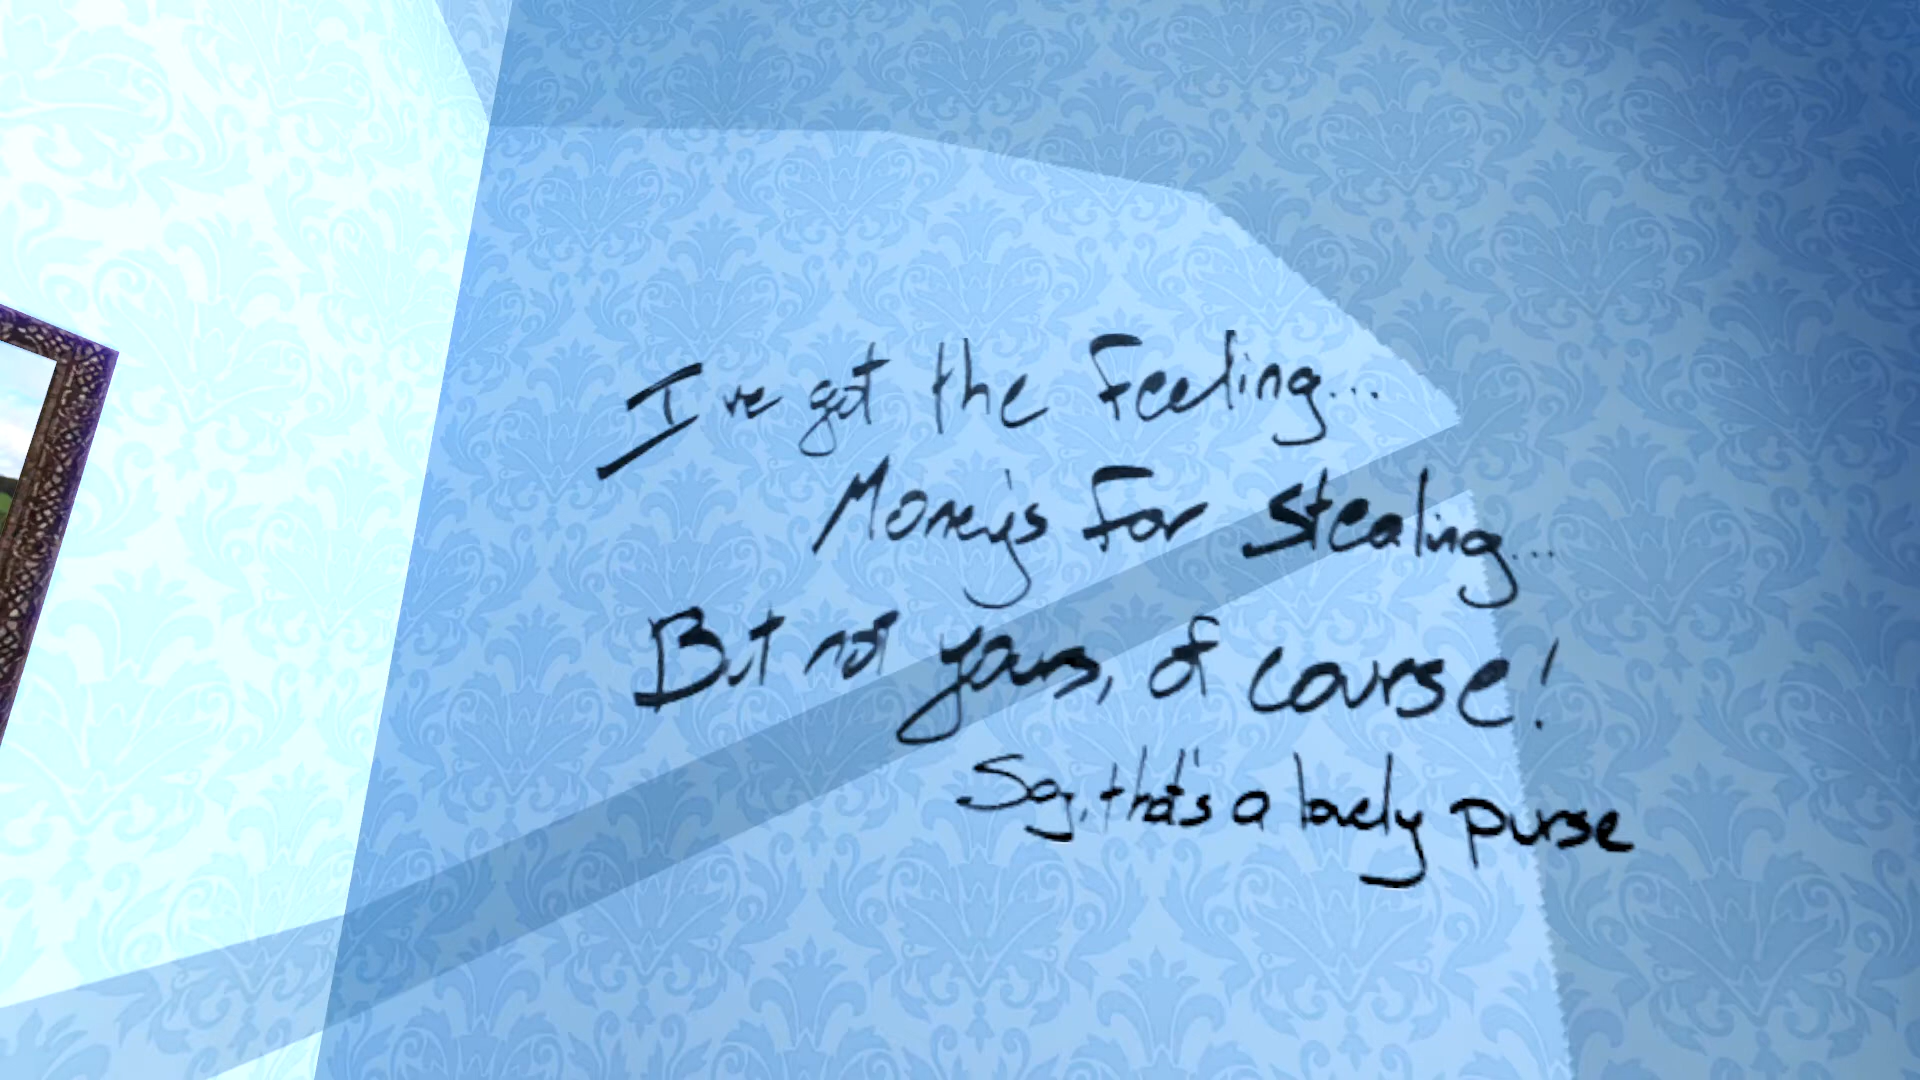 I've got the feeling...
Money's for stealing...
But not yours, of course!
Say, that's a lovely purse